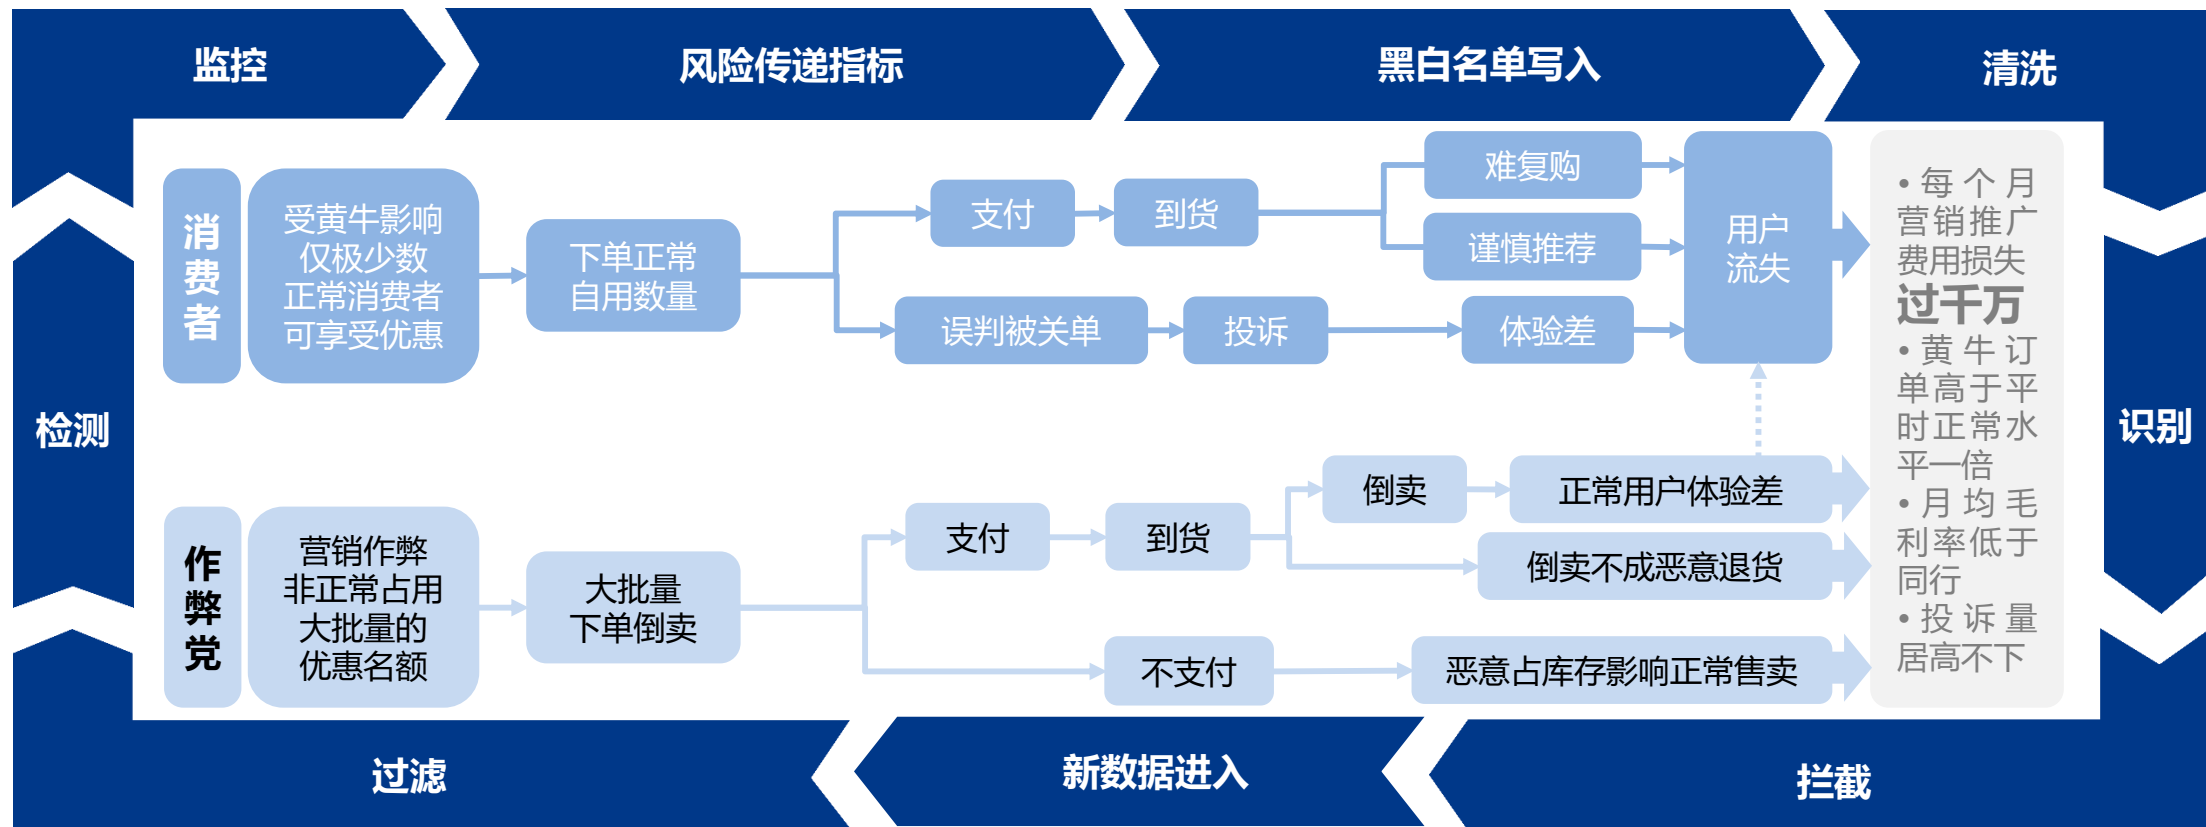 监控
风险传递指标
黑白名单写入
清洗
识别
拦截
新数据进入
过滤
检测
消
费
者
受黄牛影响
仅极少数
正常消费者
可享受优惠
下单正常
自用数量
支付
到货
难复购
谨慎推荐
误判被关单
投诉
体验差
用户
流失
作
弊
党
营销作弊
非正常占用
大批量的
优惠名额
大批量
下单倒卖
支付
到货
倒卖
正常用户体验差
倒卖不成恶意退货
不支付
恶意占库存影响正常售卖
• 每个月
营销推广
费用损失
过千万
• 黄牛订
单高于平
时正常水
平一倍
• 月均毛
利率低于
同行
• 投诉量
居高不下